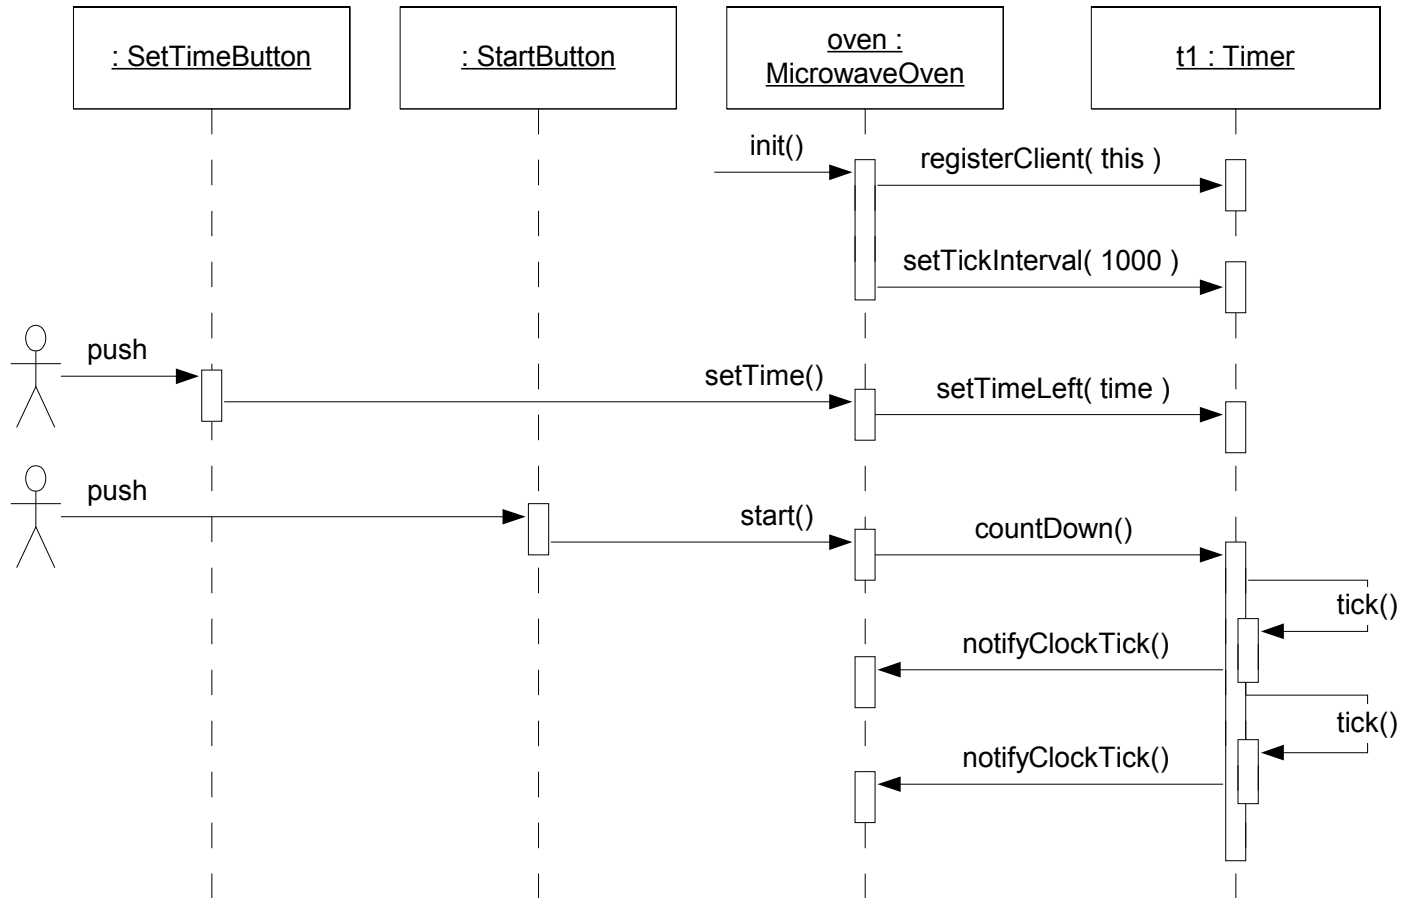 : SetTimeButton
: StartButton
oven :
MicrowaveOven
t1 : Timer
init()
registerClient( this )
setTickInterval( 1000 )
push
setTime()
setTimeLeft( time )
push
start()
countDown()
tick()
notifyClockTick()
tick()
notifyClockTick()